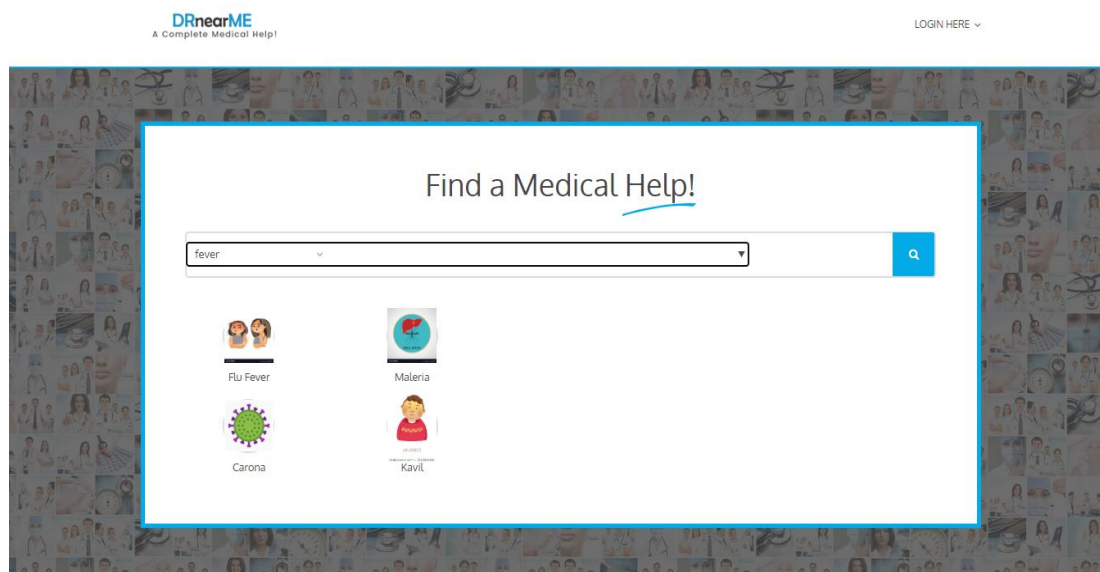 DRnearME
A Complete Medical Help!
LOGIN HERE
Find a Medical Help!
fever
Flu Fever
Maleria
Carona
Kavil